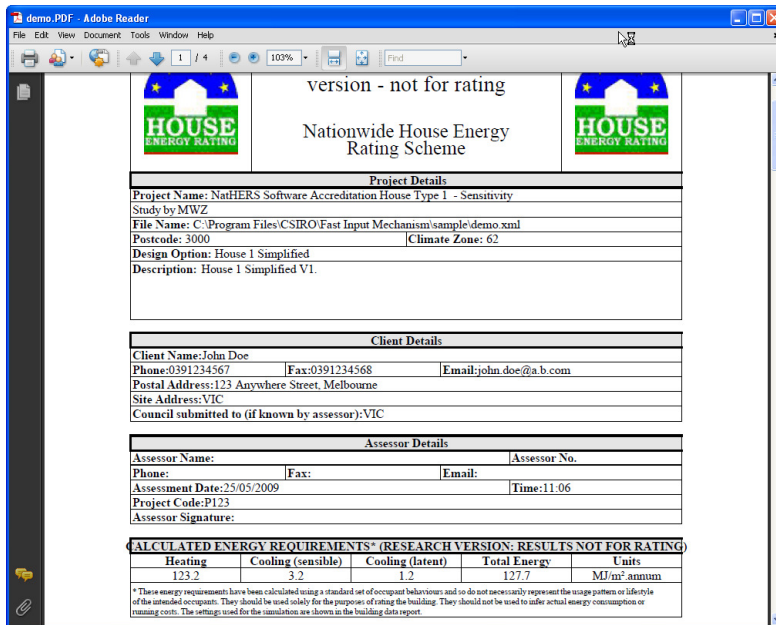 demo.PDF - Adobe Reader
File Edit View Document Tools Window Help
1 / 4 103% Find
HOUSE
ENERGY RATING
version - not for rating
Nationwide House Energy
Rating Scheme
HOUSE
ENERGY RATING
Project Details
Project Name: NatHERS Software Accreditation House Type 1 - Sensitivity
Study by MWZ
File Name: C:\Program Files\CSIRO\Fast Input Mechanism\sample\demo.xml
Postcode: 3000 Climate Zone: 62
Design Option: House 1 Simplified
Description: House 1 Simplified V1.
Client Details
Client Name:John Doe
Phone:0391234567 Fax:0391234568 Email:john.doe@a.b.com
Postal Address:123 Anywhere Street, Melbourne
Site Address:VIC
Council submitted to (if known by assessor):VIC
Assessor Details
Assessor Name: Assessor No.
Phone: Fax: Email:
Assessment Date:25/05/2009 Time:11:06
Project Code:P123
Assessor Signature:
CALCULATED ENERGY REQUIREMENTS* (RESEARCH VERSION: RESULTS NOT FOR RATING)
Heating Cooling (sensible) Cooling (latent) Total Energy Units
123.2 3.2 1.2 127.7 MJ/m².annum
* These energy requirements have been calculated using a standard set of occupant behaviours and so do not necessarily represent the usage pattern or lifestyle
of the intended occupants. They should be used solely for the purposes of rating the building. They should not be used to infer actual energy consumption or
running costs. The settings used for the simulation are shown in the building data report.